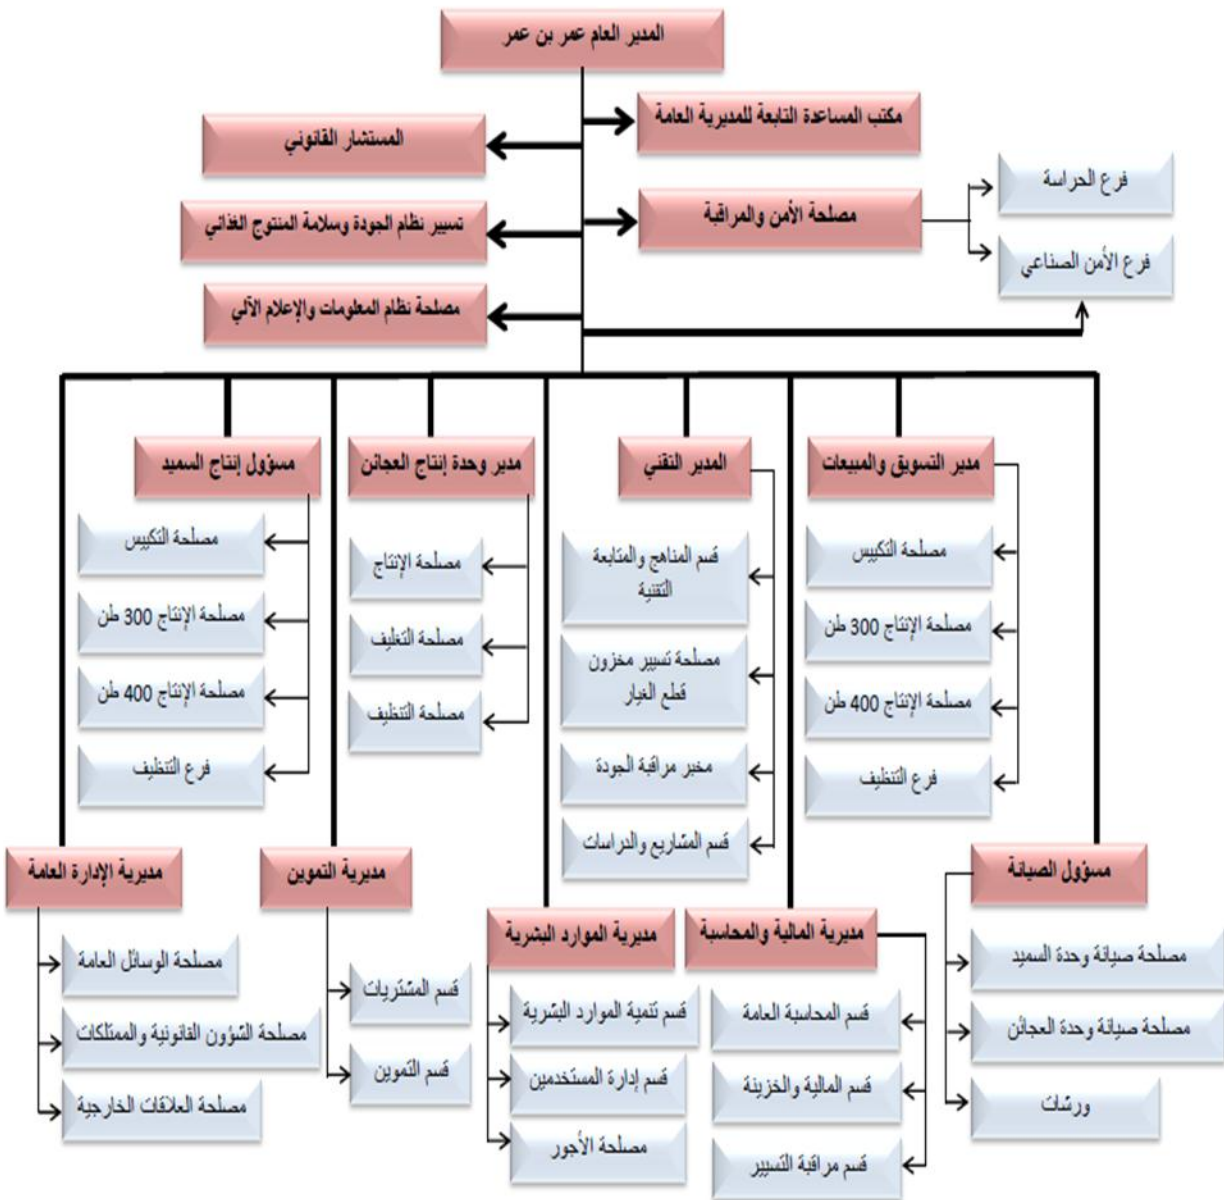 المدير العام عمر بن عمر
مكتب المساعدة التابعة للمديرية العامة
المستشار القانوني
مصلحة الأمن والمراقبة
فرع الحراسة
فرع الأمن الصناعي
تسيير نظام الجودة وسلامة المنتوج الغذائي
مصلحة نظام المعلومات والإعلام الآلي
مدير التسويق والمبيعات
مصلحة التكييس
مصلحة الإنتاج 300 طن
مصلحة الإنتاج 400 طن
فرع التنظيف
المدير التقني
قسم المناهج والمتابعة
التقنية
مصلحة تسيير مخزون
قطع الغيار
مخبر مراقبة الجودة
قسم المشاريع والدراسات
مدير وحدة إنتاج العجائن
مصلحة الإنتاج
مصلحة التغليف
مصلحة التنظيف
مسؤول إنتاج السميد
مصلحة التكييس
مصلحة الإنتاج 300 طن
مصلحة الإنتاج 400 طن
فرع التنظيف
مسؤول الصيانة
مصلحة صيانة وحدة السميد
مصلحة صيانة وحدة العجائن
ورشات
مديرية المالية والمحاسبة
قسم المحاسبة العامة
قسم المالية والخزينة
قسم مراقبة التسيير
مديرية الموارد البشرية
قسم تنمية الموارد البشرية
قسم إدارة المستخدمين
مصلحة الأجور
مديرية التموين
قسم المشتريات
قسم التموين
مديرية الإدارة العامة
مصلحة الوسائل العامة
مصلحة الشؤون القانونية والممتلكات
مصلحة العلاقات الخارجية